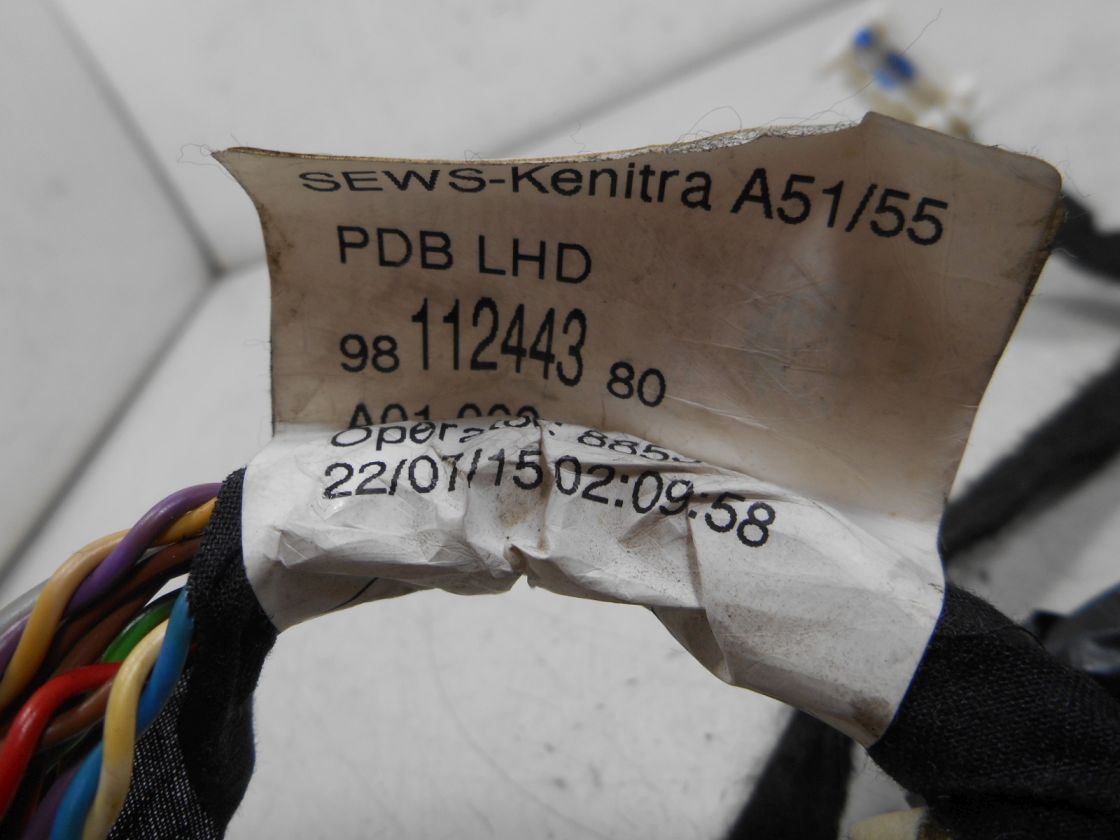 SEWS-Kenitra A51/55
PDB LHD
98 112443 80
22/07/15 02:09:58